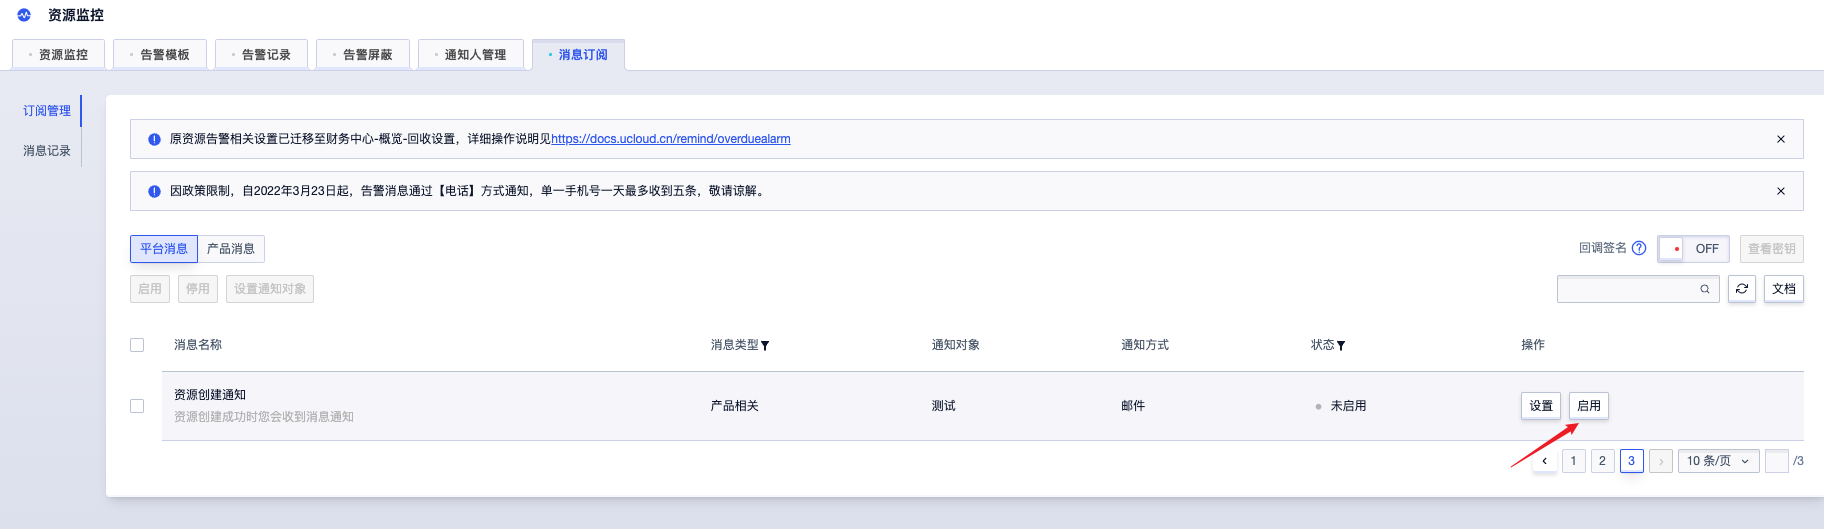 资源监控
资源监控 告警模板 告警记录 告警屏蔽 通知人管理 消息订阅
订阅管理
消息记录
原资源告警相关设置已迁移至财务中心-概览-回收设置，详细操作说明见https://docs.ucloud.cn/remind/overduealarm
因政策限制，自2022年3月23日起，告警消息通过【电话】方式通知，单一手机号一天最多收到五条，敬请谅解。
平台消息 产品消息 回调签名 OFF 查看密钥
启用 停用 设置通知对象 文档
消息名称 消息类型 通知对象 通知方式 状态 操作
资源创建通知
资源创建成功时您会收到消息通知
产品相关 测试 邮件 未启用 设置 启用
1 2 3 10 条/页 /3